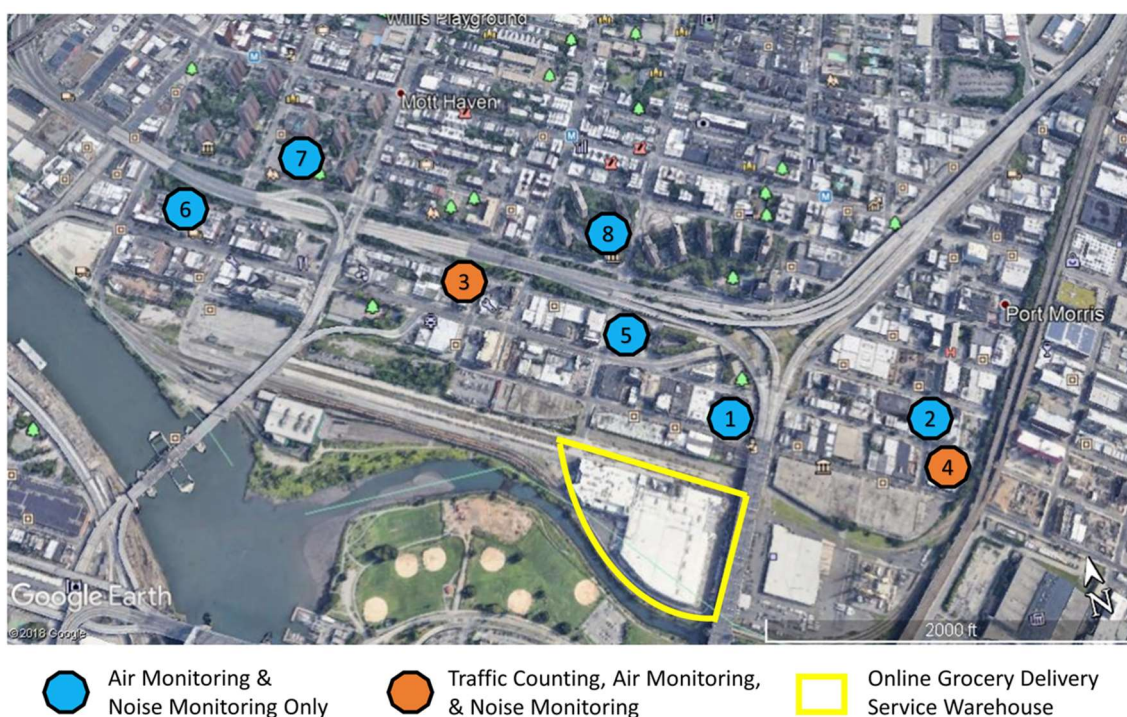 Willis Playground
Mott Haven
7
6
8
3
5
Port Morris
1
2
4
Google Earth
©2018 Google
2000 ft
N
Air Monitoring &
Noise Monitoring Only
Traffic Counting, Air Monitoring,
& Noise Monitoring
Online Grocery Delivery
Service Warehouse